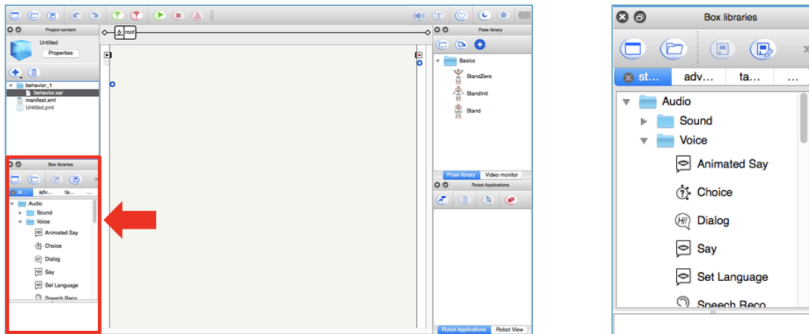 root
Project content
Untitled
Properties
behavior_1
behavior.xar
manifest.xml
Untitled.pml
Box libraries
st...
adv...
ta...
...
Audio
Sound
Voice
Animated Say
Choice
Dialog
Say
Set Language
Speech Reco
Pose library
Basics
StandZero
StandInit
Stand
Pose library
Video monitor
Robot Applications
Robot Applications
Robot View
Box libraries
»
st...
adv...
ta...
...
Audio
Sound
Voice
Animated Say
Choice
Hi!
Dialog
Say
Set Language
Speech Reco